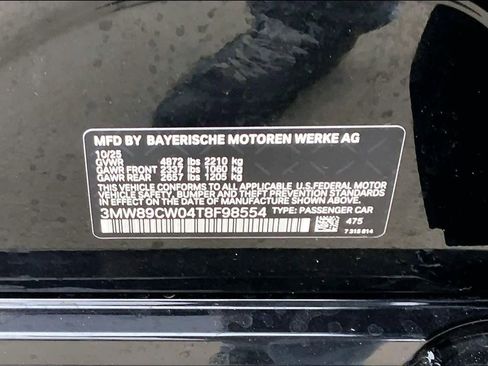 MFD BY BAYERISCHE MOTOREN WERKE AG
10/25
GVWR 4872 lbs 2210 kg
GAWR FRONT 2337 lbs 1060 kg
GAWR REAR 2657 lbs 1205 kg
THIS VEHICLE CONFORMS TO ALL APPLICABLE U.S.FEDERAL MOTOR
VEHICLE SAFETY, BUMPER, AND THEFT PREVENTION STANDARDS
IN EFFECT ON THE DATE OF MANUFACTURE SHOWN ABOVE.
3MW89CW04T8F98554 TYPE: PASSENGER CAR
475
7 318 814